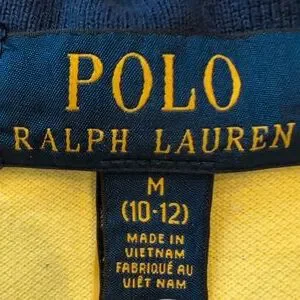 POLO
RALPH LAUREN
M
(10-12)
MADE IN
VIETNAM
FABRIQUÉ AU
VIÊT NAM